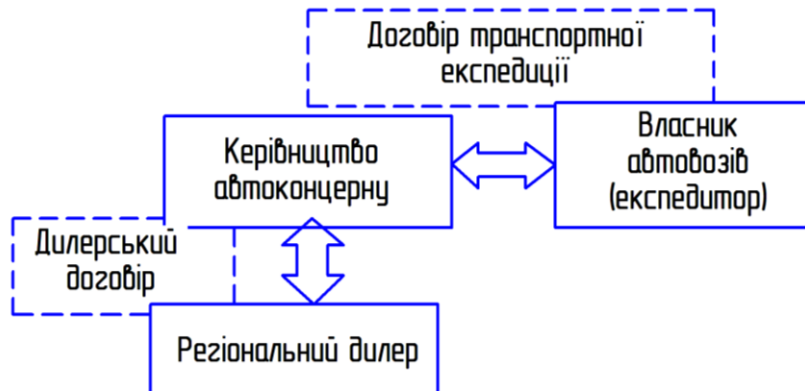 Договір транспортної
експедиції
Керівництво
автоконцерну
Власник
автовозів
(експедитор)
Дилерський
договір
Регіональний дилер